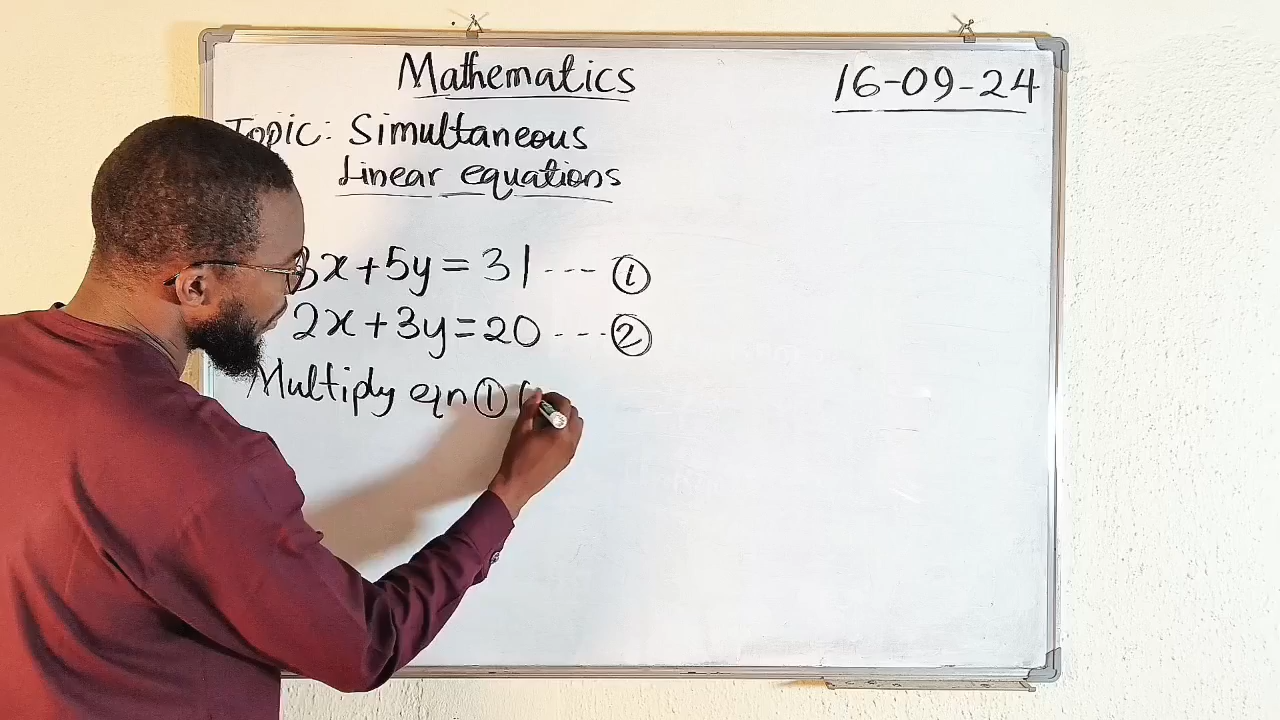 Mathematics
16-09-24
Topic: Simultaneous
Linear equations
3x+5y=31 ---- ①
2x+3y=20 --- ②
Multiply eqn ①